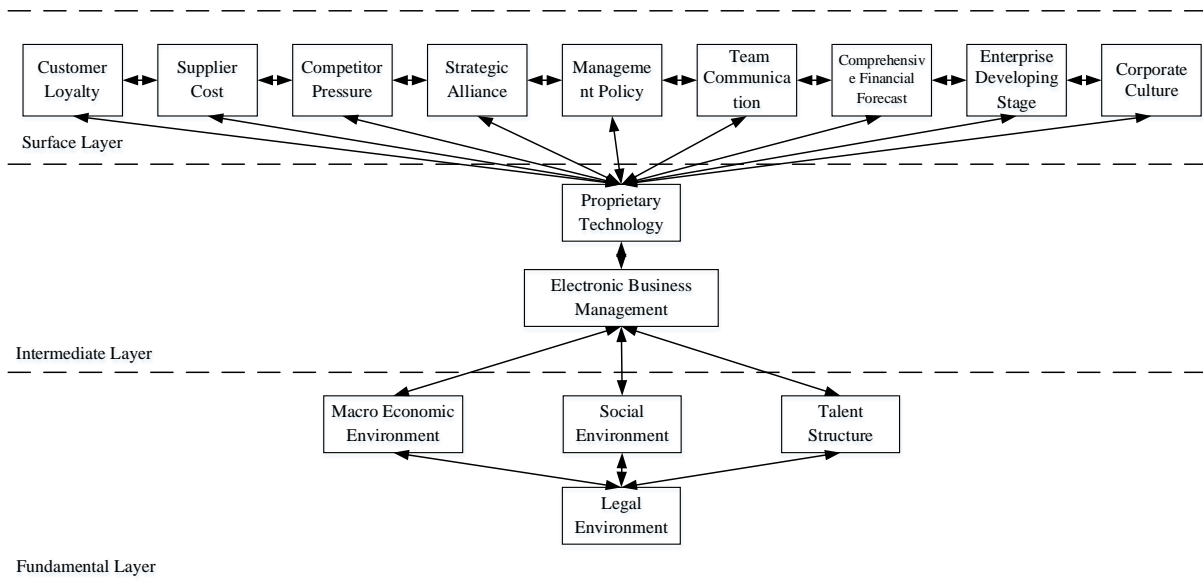 Customer
Loyalty
Supplier
Cost
Competitor
Pressure
Strategic
Alliance
Manageme
nt Policy
Team
Communica
tion
Comprehensiv
e Financial
Forecast
Enterprise
Developing
Stage
Corporate
Culture
Surface Layer
Proprietary
Technology
Electronic Business
Management
Intermediate Layer
Macro Economic
Environment
Social
Environment
Talent
Structure
Legal
Environment
Fundamental Layer